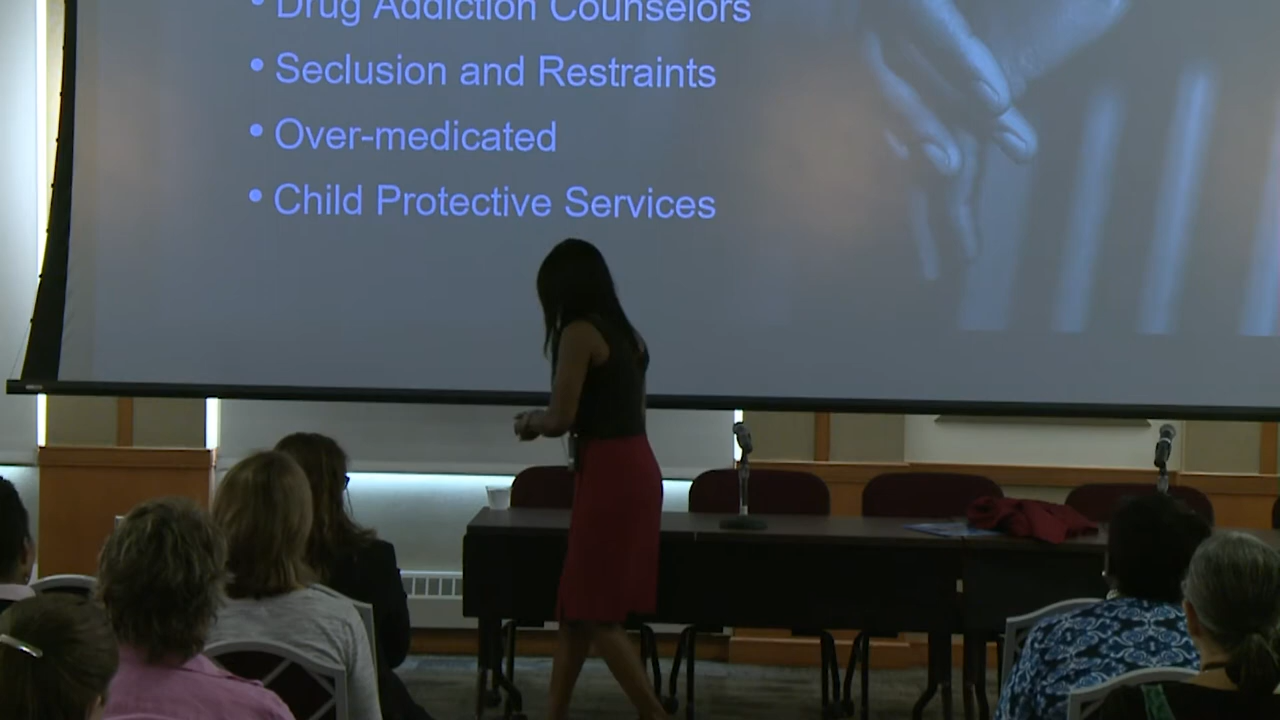 • Drug Addiction Counselors
• Seclusion and Restraints
• Over-medicated
• Child Protective Services